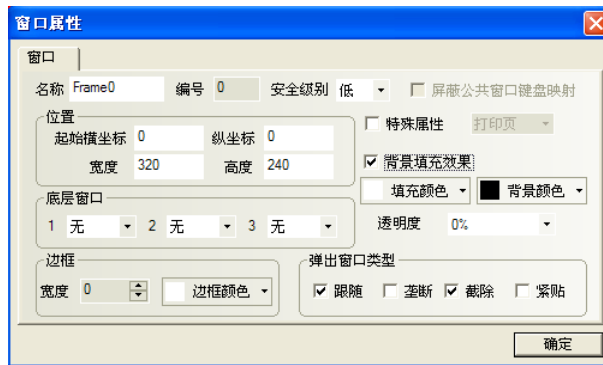 窗口属性
窗口
名称 Frame0 编号 0 安全级别 低 屏蔽公共窗口键盘映射
位置
起始横坐标 0 纵坐标 0
宽度 320 高度 240
特殊属性 打印页
背景填充效果
填充颜色 背景颜色
透明度 0%
底层窗口
1 无 2 无 3 无
边框
宽度 0 边框颜色
弹出窗口类型
跟随 垄断 截除 紧贴
确定